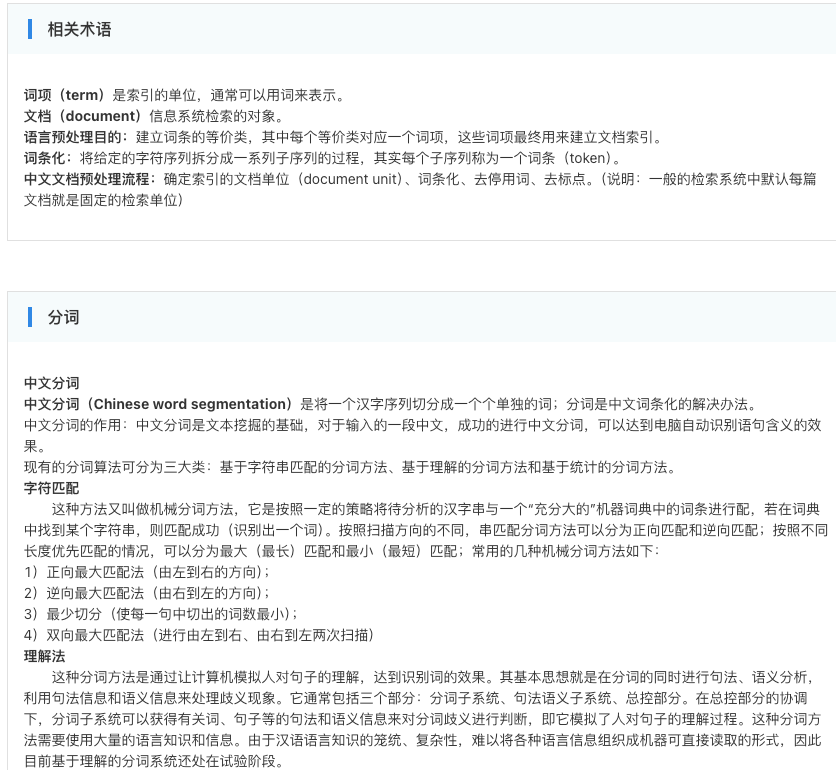 相关术语
词项（term）是索引的单位，通常可以用词来表示。
文档（document）信息系统检索的对象。
语言预处理目的：建立词条的等价类，其中每个等价类对应一个词项，这些词项最终用来建立文档索引。
词条化：将给定的字符序列拆分成一系列子序列的过程，其实每个子序列称为一个词条（token）。
中文文档预处理流程：确定索引的文档单位（document unit）、词条化、去停用词、去标点。（说明：一般的检索系统中默认每篇
文档就是固定的检索单位）
分词
中文分词
中文分词（Chinese word segmentation）是将一个汉字序列切分成一个个单独的词；分词是中文词条化的解决办法。
中文分词的作用：中文分词是文本挖掘的基础，对于输入的一段中文，成功的进行中文分词，可以达到电脑自动识别语句含义的效
果。
现有的分词算法可分为三大类：基于字符串匹配的分词方法、基于理解的分词方法和基于统计的分词方法。
字符匹配
这种方法又叫做机械分词方法，它是按照一定的策略将待分析的汉字串与一个“充分大的”机器词典中的词条进行配，若在词典
中找到某个字符串，则匹配成功（识别出一个词）。按照扫描方向的不同，串匹配分词方法可以分为正向匹配和逆向匹配；按照不同
长度优先匹配的情况，可以分为最大（最长）匹配和最小（最短）匹配；常用的几种机械分词方法如下：
1）正向最大匹配法（由左到右的方向）；
2）逆向最大匹配法（由右到左的方向）；
3）最少切分（使每一句中切出的词数最小）；
4）双向最大匹配法（进行由左到右、由右到左两次扫描）
理解法
这种分词方法是通过让计算机模拟人对句子的理解，达到识别词的效果。其基本思想就是在分词的同时进行句法、语义分析，
利用句法信息和语义信息来处理歧义现象。它通常包括三个部分：分词子系统、句法语义子系统、总控部分。在总控部分的协调
下，分词子系统可以获得有关词、句子等的句法和语义信息来对分词歧义进行判断，即它模拟了人对句子的理解过程。这种分词方
法需要使用大量的语言知识和信息。由于汉语语言知识的笼统、复杂性，难以将各种语言信息组织成机器可直接读取的形式，因此
目前基于理解的分词系统还处在试验阶段。